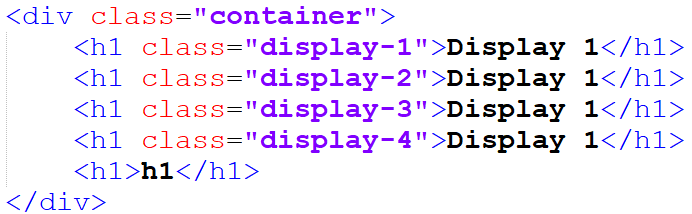 <div class="container">
    <h1 class="display-1">Display 1</h1>
    <h1 class="display-2">Display 1</h1>
    <h1 class="display-3">Display 1</h1>
    <h1 class="display-4">Display 1</h1>
    <h1>h1</h1>
</div>